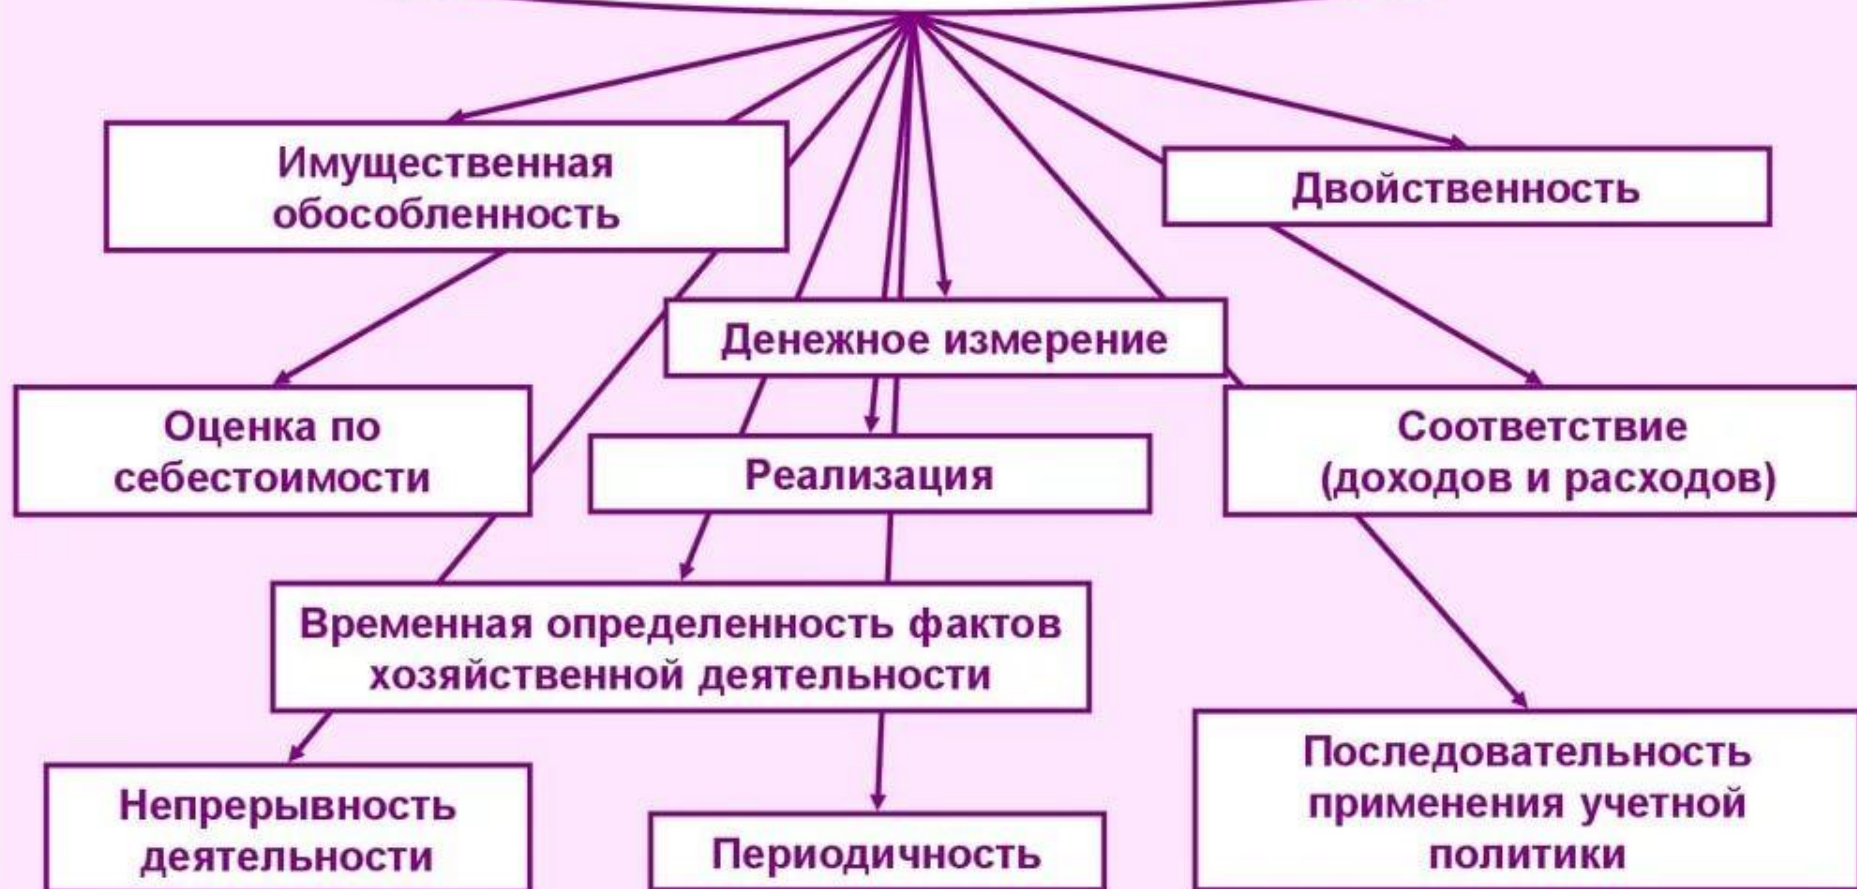 Имущественная
обособленность
Двойственность
Денежное измерение
Оценка по
себестоимости
Соответствие
(доходов и расходов)
Реализация
Временная определенность фактов
хозяйственной деятельности
Непрерывность
деятельности
Периодичность
Последовательность
применения учетной
политики